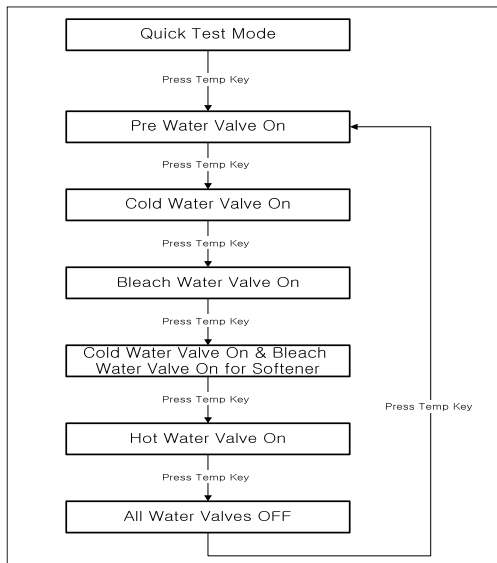 Quick Test Mode
Press Temp Key
Pre Water Valve On
Press Temp Key
Cold Water Valve On
Press Temp Key
Bleach Water Valve On
Press Temp Key
Cold Water Valve On & Bleach
Water Valve On for Softener
Press Temp Key
Hot Water Valve On
Press Temp Key
All Water Valves OFF
Press Temp Key